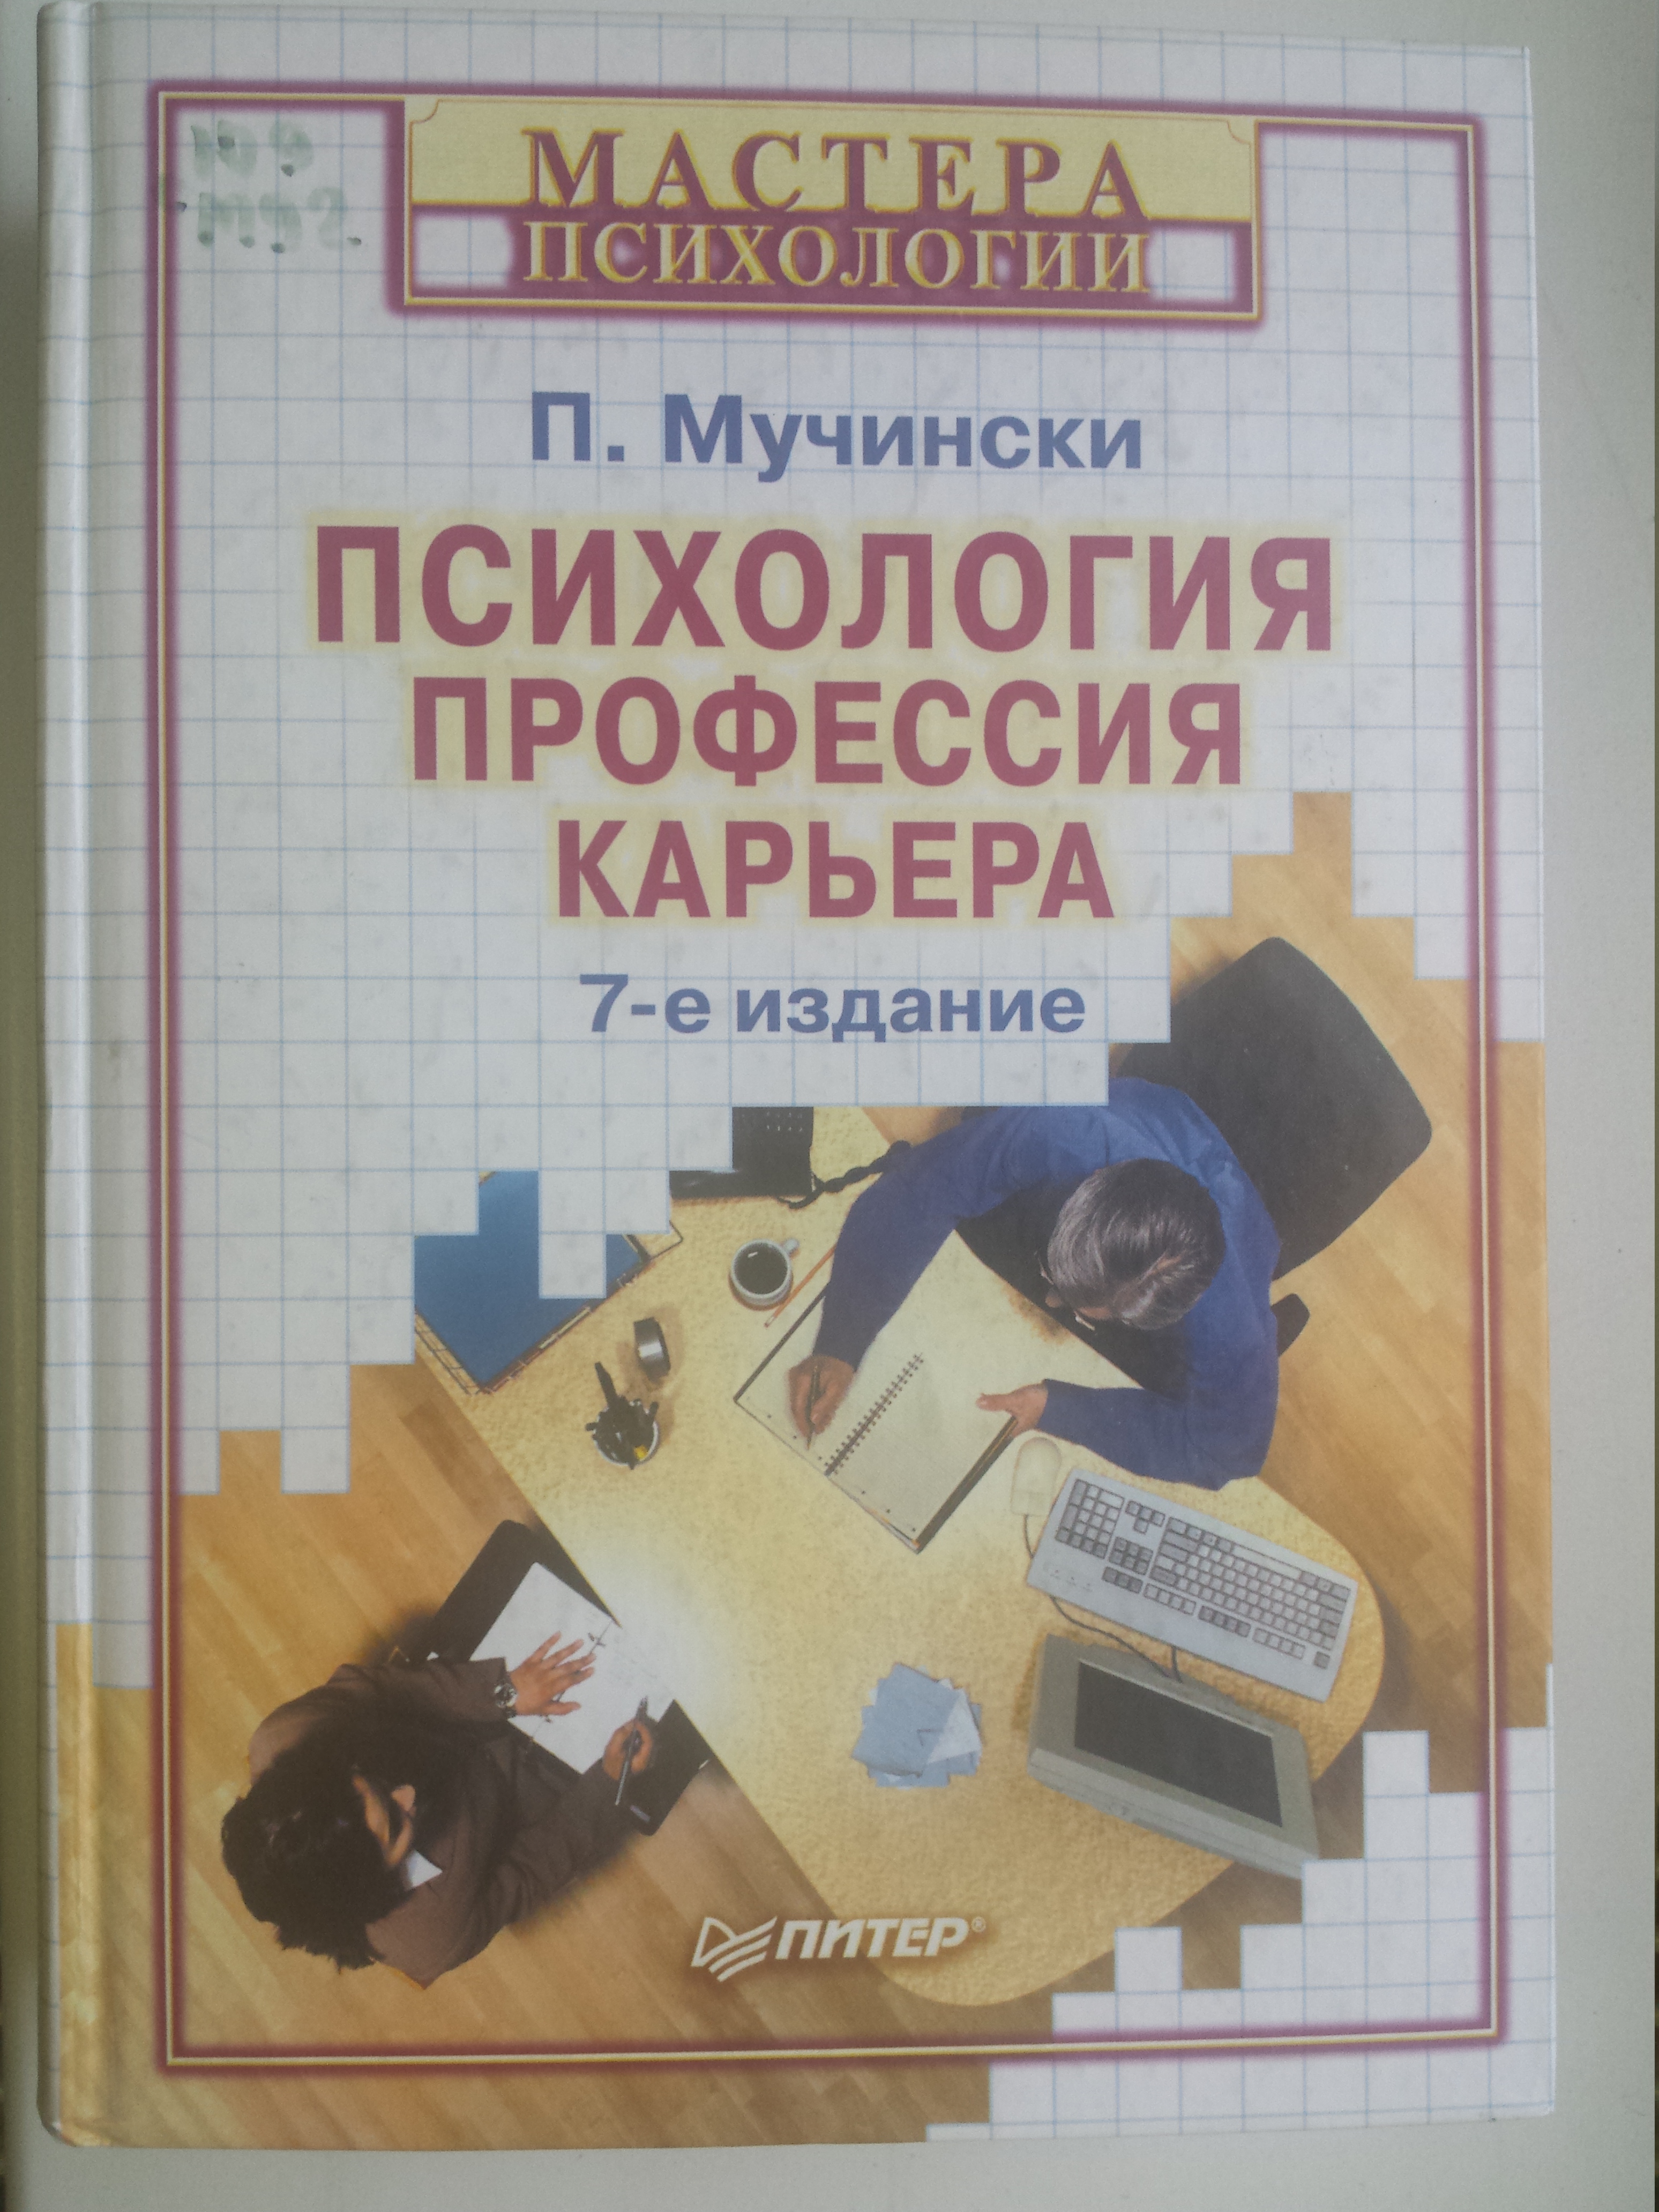 МАСТЕРА
ПСИХОЛОГИИ
П. Мучински
ПСИХОЛОГИЯ
ПРОФЕССИЯ
КАРЬЕРА
7-е издание
ПИТЕР®